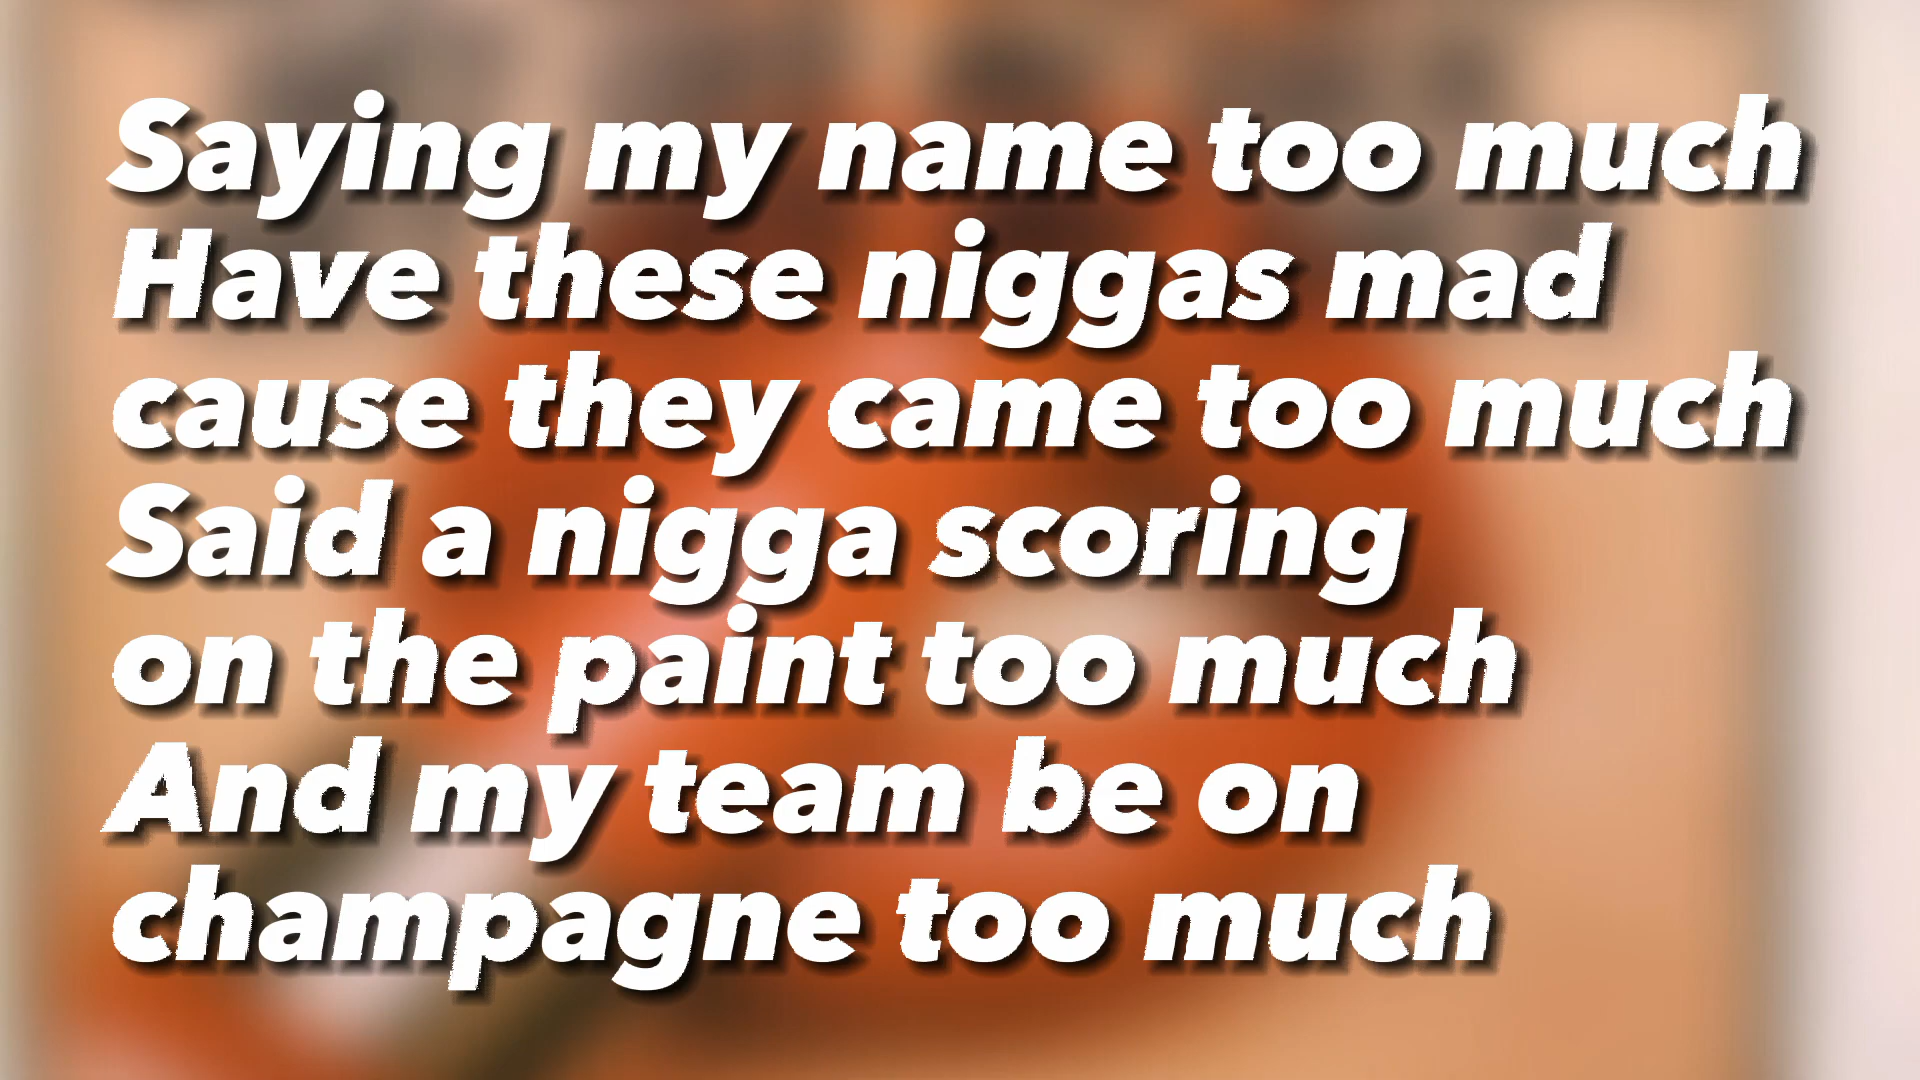 Saying my name too much
Have these niggas mad
cause they came too much
Said a nigga scoring
on the paint too much
And my team be on
champagne too much